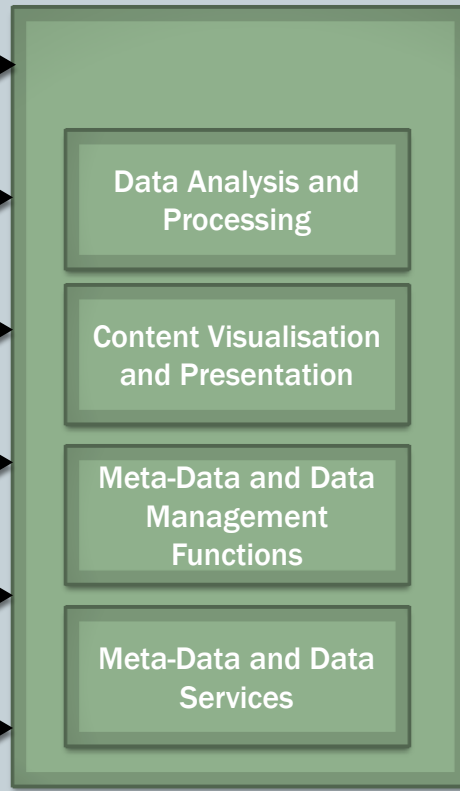 Data Analysis and
Processing
Content Visualisation
and Presentation
Meta-Data and Data
Management
Functions
Meta-Data and Data
Services